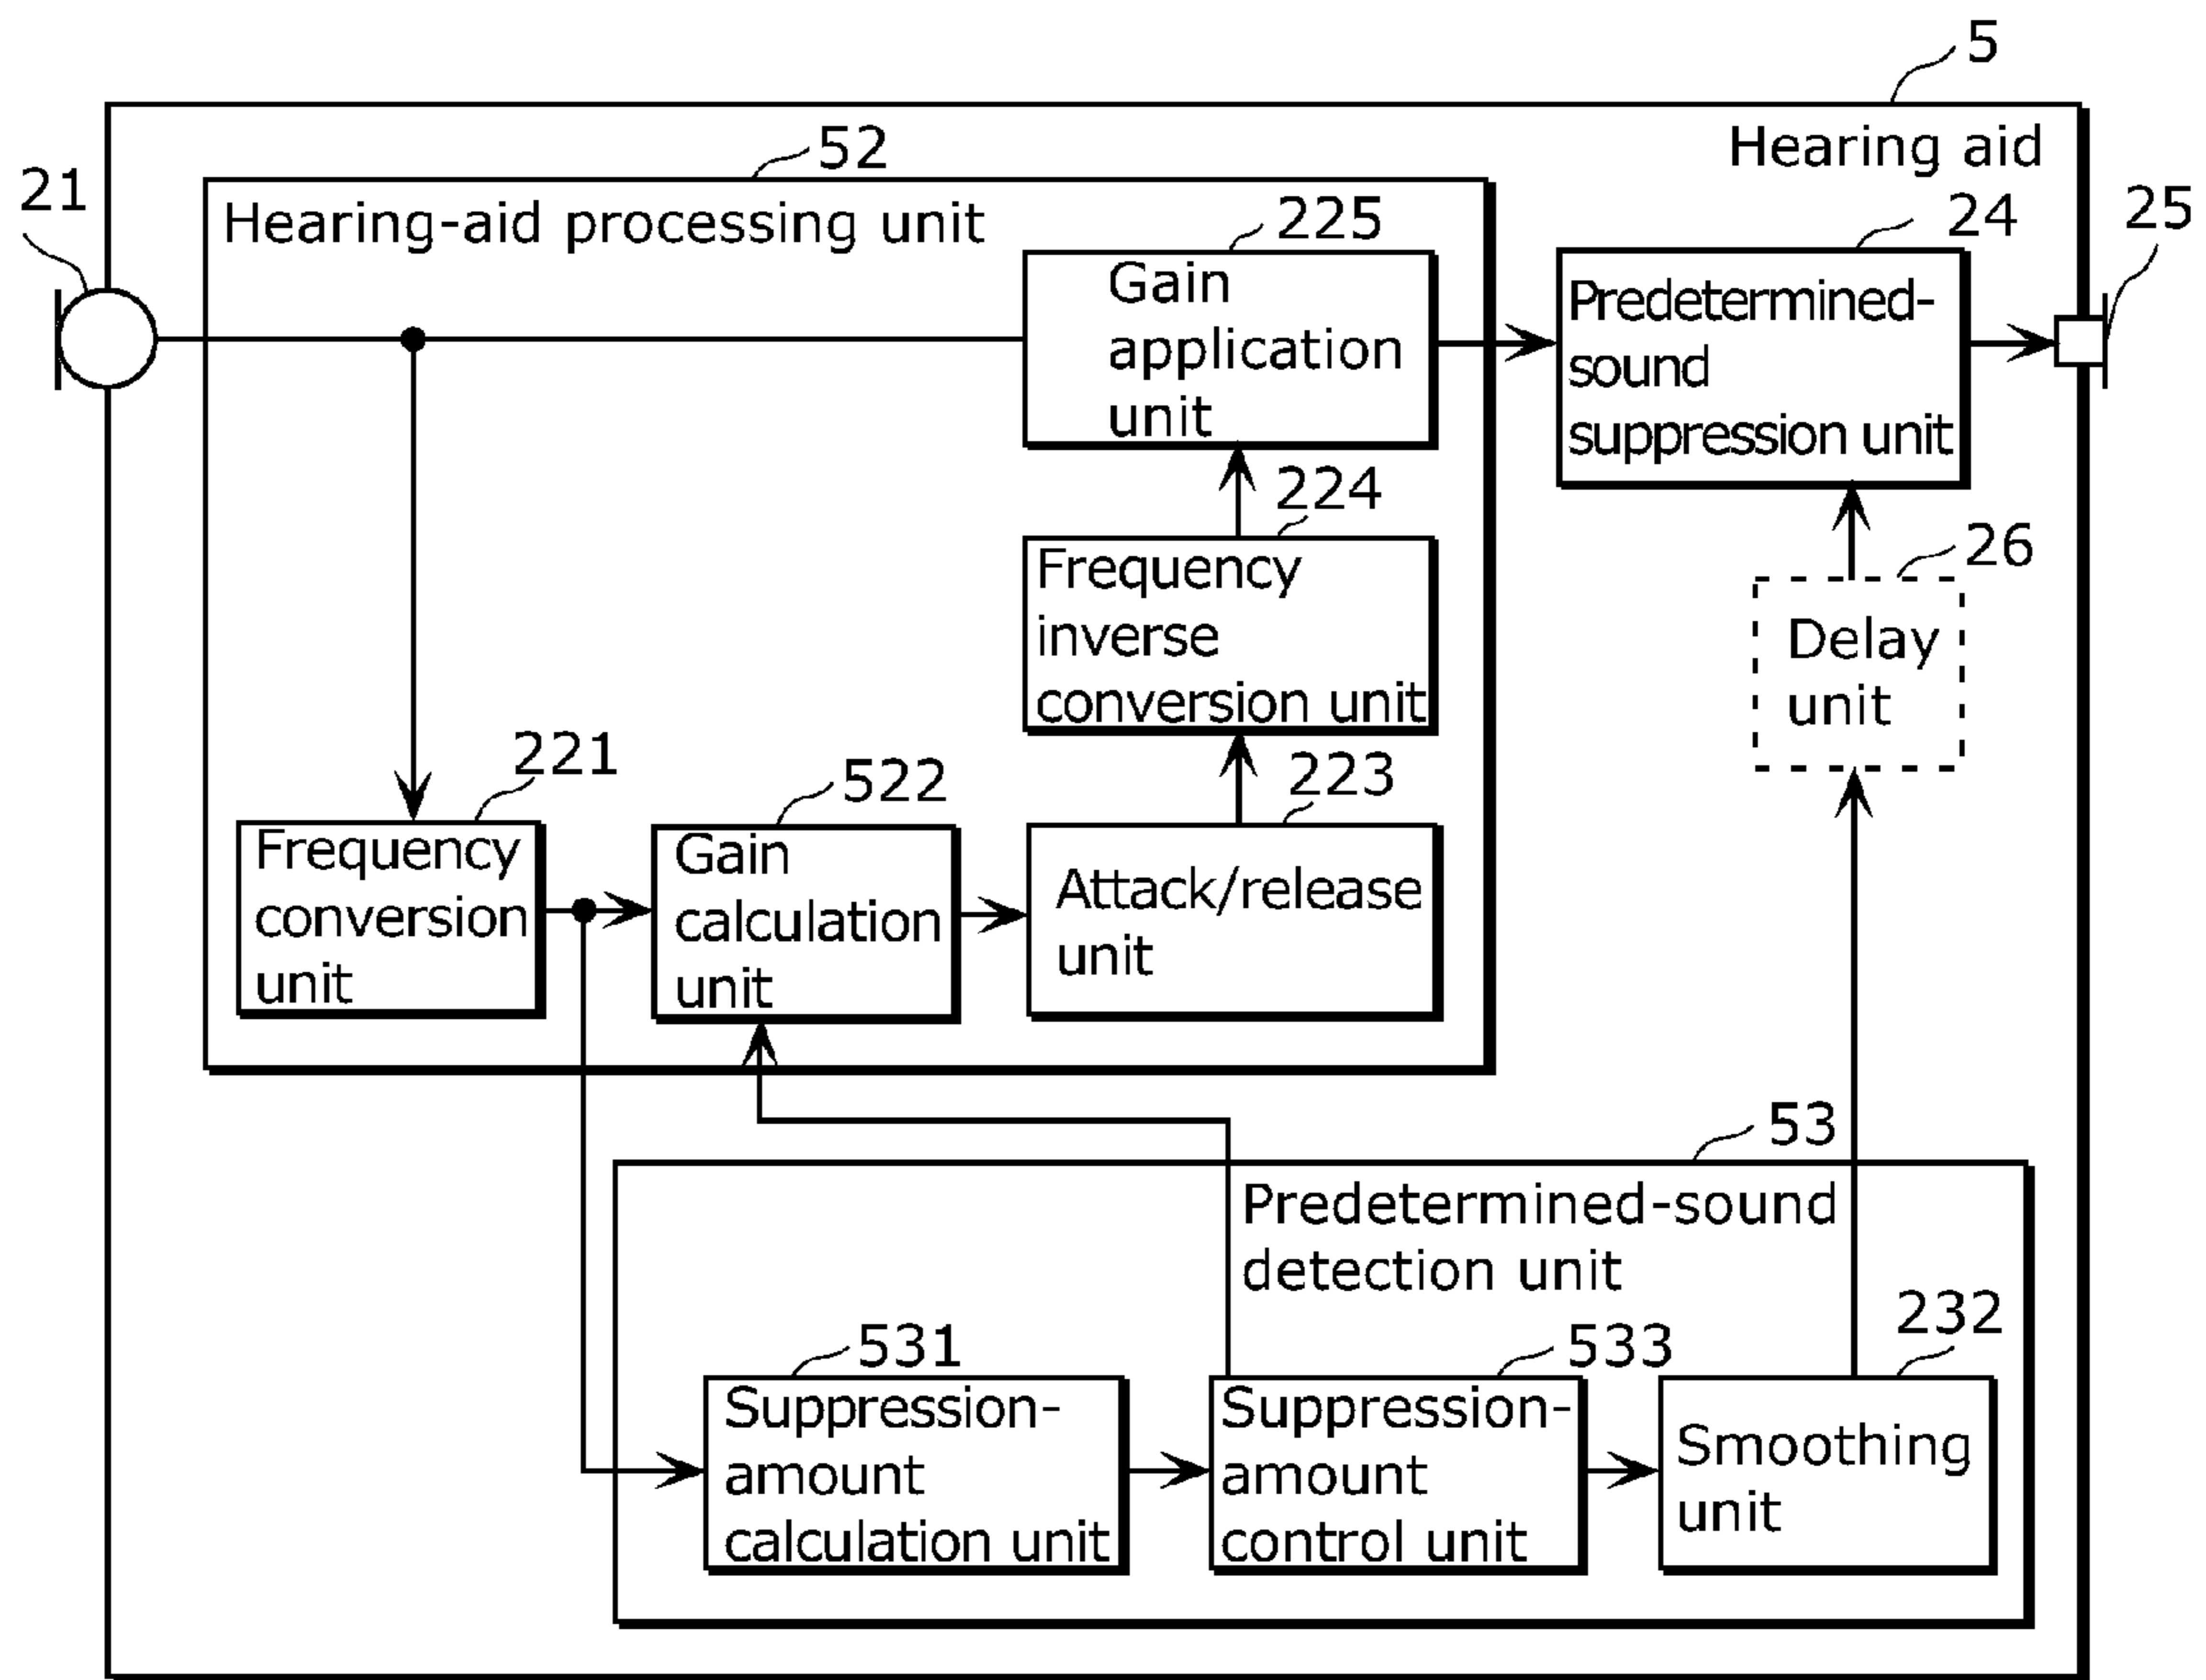 5
Hearing aid
52
21
Hearing-aid processing unit
225
24
25
Gain
application
unit
Predetermined-
sound
suppression unit
224
26
Frequency
inverse
conversion unit
Delay
unit
221
522
223
Frequency
conversion
unit
Gain
calculation
unit
Attack/release
unit
53
Predetermined-sound
detection unit
531
533
232
Suppression-
amount
calculation unit
Suppression-
amount
control unit
Smoothing
unit